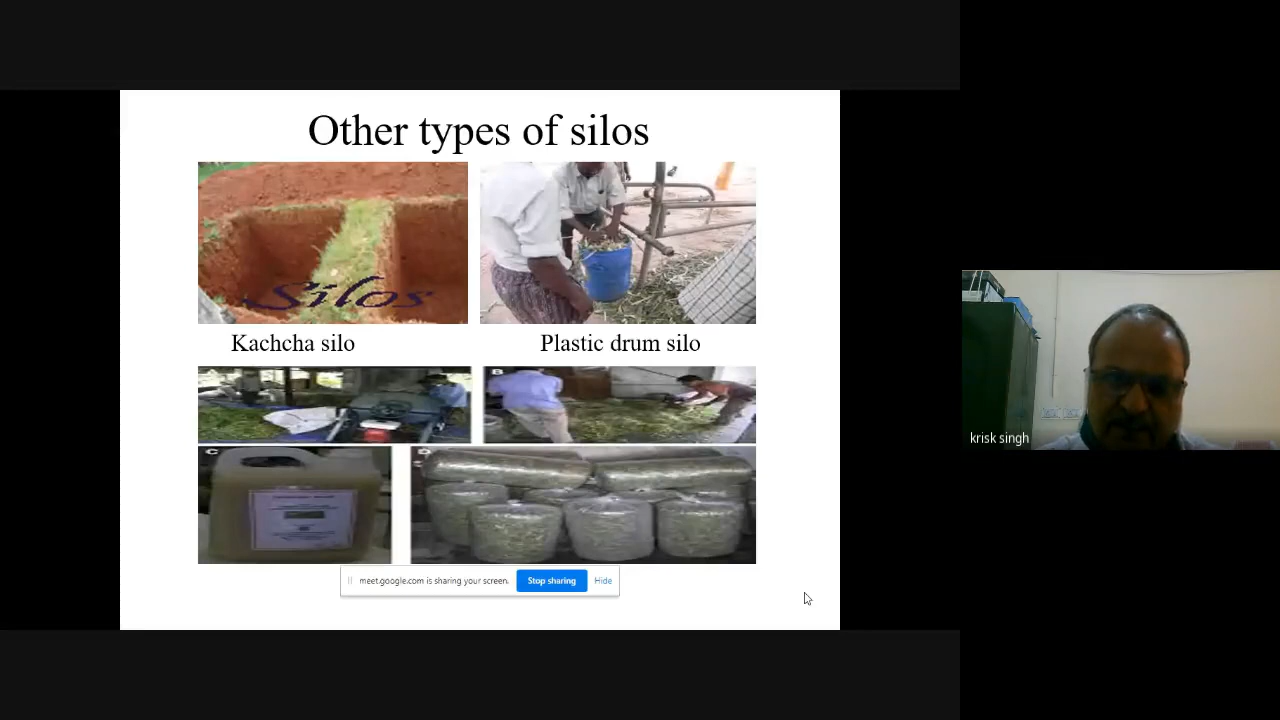 Other types of silos
Silos
Kachcha silo
Plastic drum silo
B
C
D
meet.google.com is sharing your screen.
Stop sharing
Hide
krisk singh